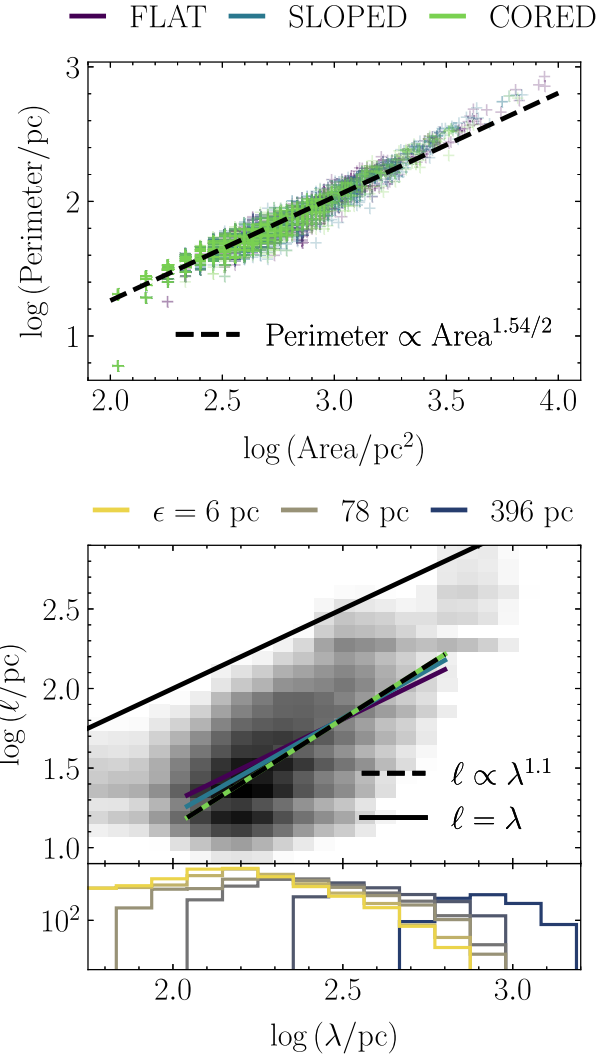 FLAT SLOPED CORED
3
2
1
log (Perimeter/pc)
Perimeter ∝ Area^1.54/2
2.0 2.5 3.0 3.5 4.0
log (Area/pc²)
ϵ = 6 pc 78 pc 396 pc
2.5
2.0
1.5
1.0
log (ℓ/pc)
ℓ ∝ λ^1.1
ℓ = λ
10²
2.0 2.5 3.0
log (λ/pc)